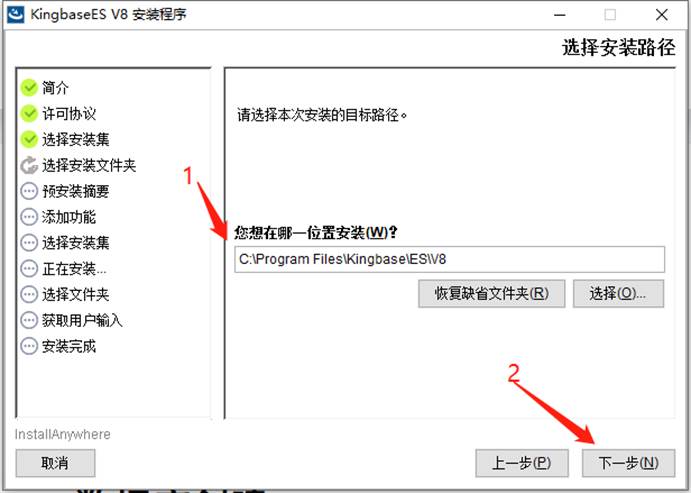 KingbaseES V8 安装程序
选择安装路径
简介
许可协议
选择安装集
选择安装文件夹
预安装摘要
添加功能
选择安装集
正在安装...
选择文件夹
获取用户输入
安装完成
请选择本次安装的目标路径。
1
您想在哪一位置安装(W)?
C:\Program Files\Kingbase\ES\V8
恢复缺省文件夹(R)
选择(O)...
2
InstallAnywhere
取消
上一步(P)
下一步(N)